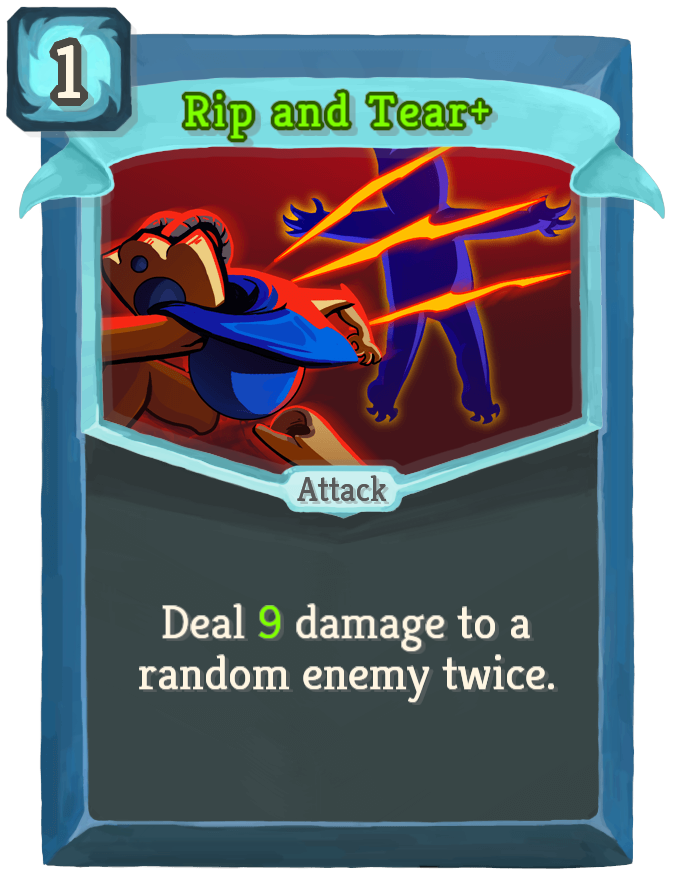 1
Rip and Tear+
Attack
Deal 9 damage to a
random enemy twice.